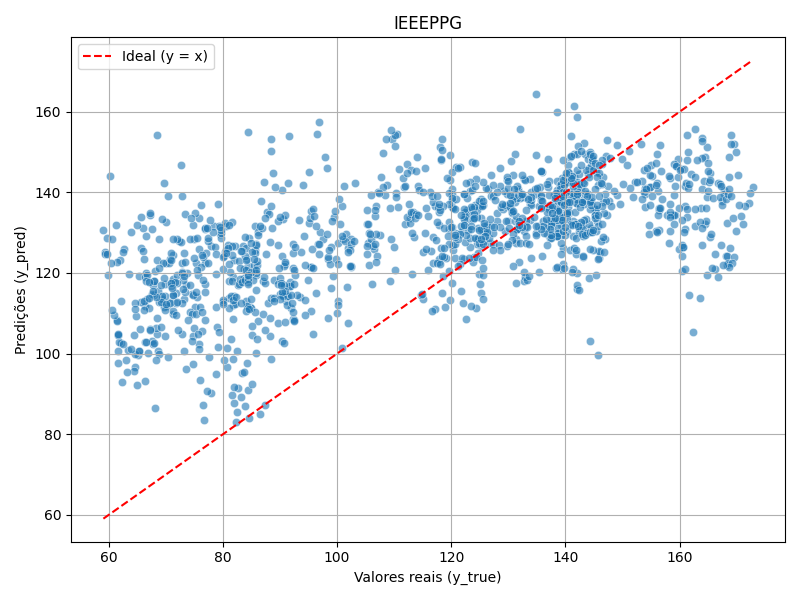 IEEEPPG
Ideal (y = x)
Predições (y_pred)
160
140
120
100
80
60
60 80 100 120 140 160
Valores reais (y_true)